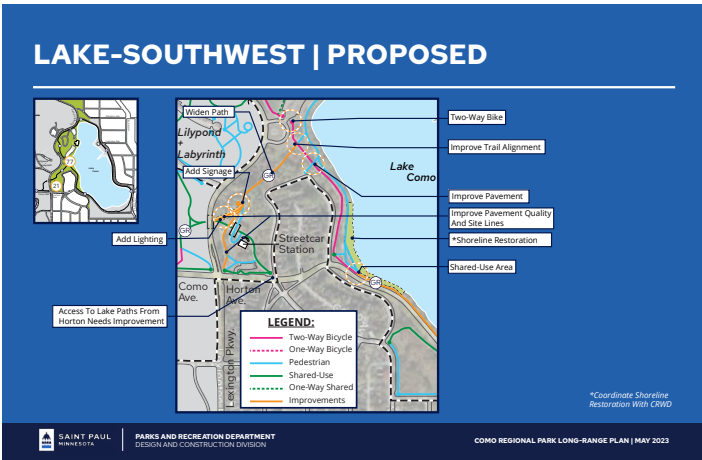 LAKE-SOUTHWEST | PROPOSED
77
21
Widen Path
Lilypond
+
Labyrinth
Add Signage
GR
GR
Add Lighting
Streetcar
Station
Como
Ave.
Horton
Ave.
Access To Lake Paths From
Horton Needs Improvement
Lexington Pkwy.
Lake
Como
GR
Two-Way Bike
Improve Trail Alignment
Improve Pavement
Improve Pavement Quality
And Site Lines
*Shoreline Restoration
Shared-Use Area
LEGEND:
Two-Way Bicycle
One-Way Bicycle
Pedestrian
Shared-Use
One-Way Shared
Improvements
*Coordinate Shoreline
Restoration With CRWD
SAINT PAUL
MINNESOTA
PARKS AND RECREATION DEPARTMENT
DESIGN AND CONSTRUCTION DIVISION
COMO REGIONAL PARK LONG-RANGE PLAN | MAY 2023